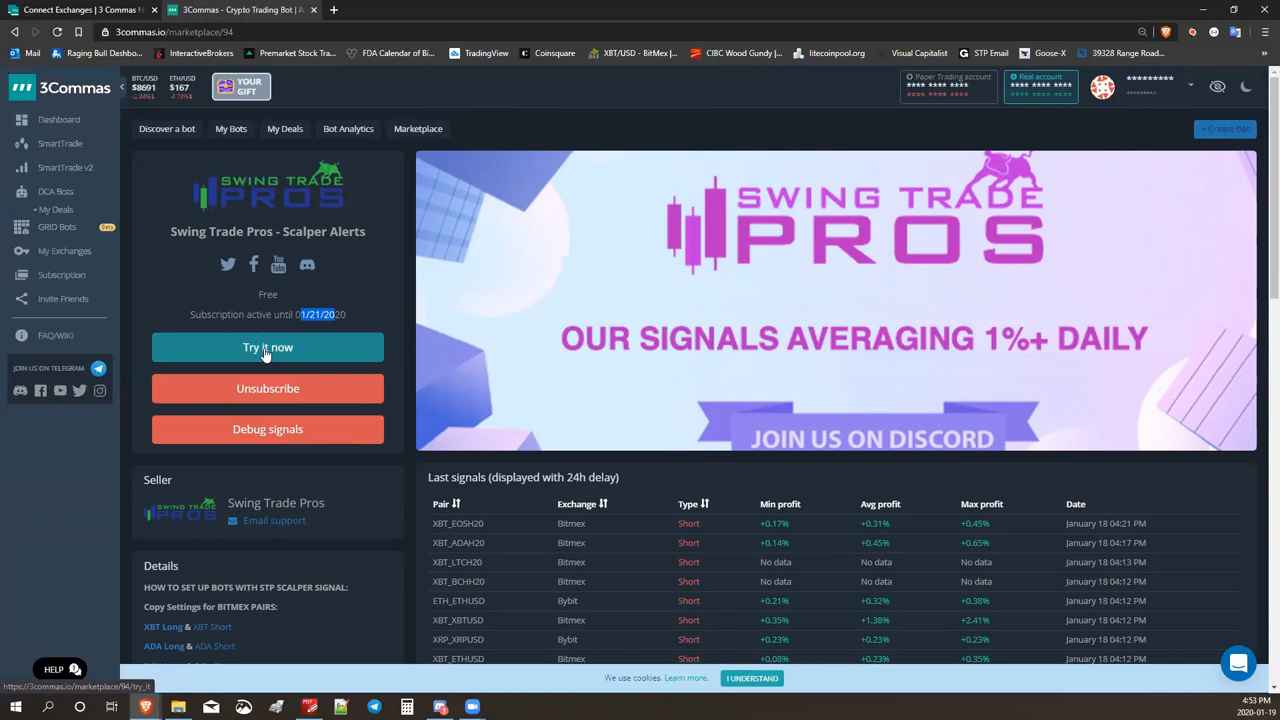 Connect Exchanges | 3 Commas H
3Commas - Crypto Trading Bot | A
3commas.io/marketplace/94
Mail
Raging Bull Dashbo...
InteractiveBrokers
Premarket Stock Tra...
FDA Calendar of Bi...
TradingView
Coinsquare
XBT/USD - BitMex |...
CIBC Wood Gundy |...
litecoinpool.org
Visual Capitalist
STP Email
Goose-X
39328 Range Road...
3Commas
BTC/USD
$8691
ETH/USD
$167
YOUR
GIFT
Paper Trading account
**** **** ****
**** **** ****
Real account
**** **** ****
**** **** ****
*********
Dashboard
SmartTrade
SmartTrade v2
DCA Bots
My Deals
GRID Bots
Beta
My Exchanges
Subscription
Invite Friends
FAQ/WIKI
JOIN US ON TELEGRAM
Discover a bot
My Bots
My Deals
Bot Analytics
Marketplace
+ Create bot
SWING TRADE
PROS
Swing Trade Pros - Scalper Alerts
Free
Subscription active until 01/21/2020
Try it now
Unsubscribe
Debug signals
SWING TRADE
PROS
OUR SIGNALS AVERAGING 1%+ DAILY
JOIN US ON DISCORD
Seller
SWING TRADE
PROS
Swing Trade Pros
Email support
Details
HOW TO SET UP BOTS WITH STP SCALPER SIGNAL:
Copy Settings for BITMEX PAIRS:
XBT Long & XBT Short
ADA Long & ADA Short
Last signals (displayed with 24h delay)
Pair Exchange Type Min profit Avg profit Max profit Date
XBT_EOSH20 Bitmex Short +0.17% +0.31% +0.45% January 18 04:21 PM
XBT_ADAH20 Bitmex Short +0.14% +0.45% +0.65% January 18 04:17 PM
XBT_LTCH20 Bitmex Short No data No data No data January 18 04:13 PM
XBT_BCHH20 Bitmex Short No data No data No data January 18 04:12 PM
ETH_ETHUSD Bybit Short +0.21% +0.32% +0.38% January 18 04:12 PM
XBT_XBTUSD Bitmex Short +0.35% +1.38% +2.41% January 18 04:12 PM
XRP_XRPUSD Bybit Short +0.23% +0.23% +0.23% January 18 04:12 PM
XBT_ETHUSD Bitmex Short +0.08% +0.23% +0.35% January 18 04:12 PM
HELP
We use cookies. Learn more.
I UNDERSTAND
https://3commas.io/marketplace/94/try_it
4:53 PM
2020-01-19